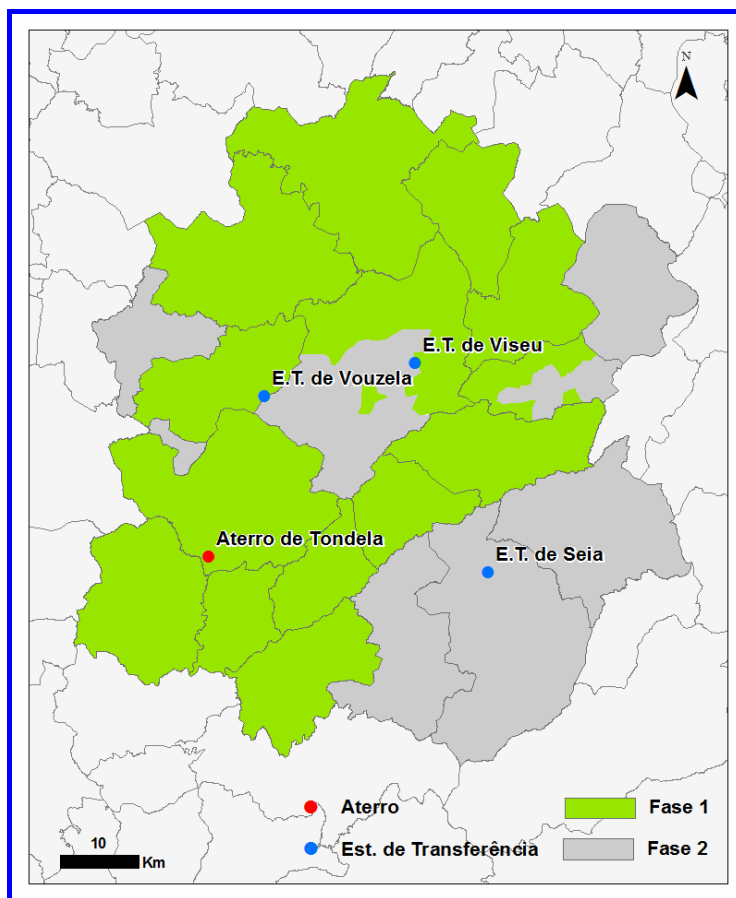 N
E.T. de Viseu
E.T. de Vouzela
Aterro de Tondela
E.T. de Seia
Aterro
Fase 1
Est. de Transferência
Fase 2
10
Km